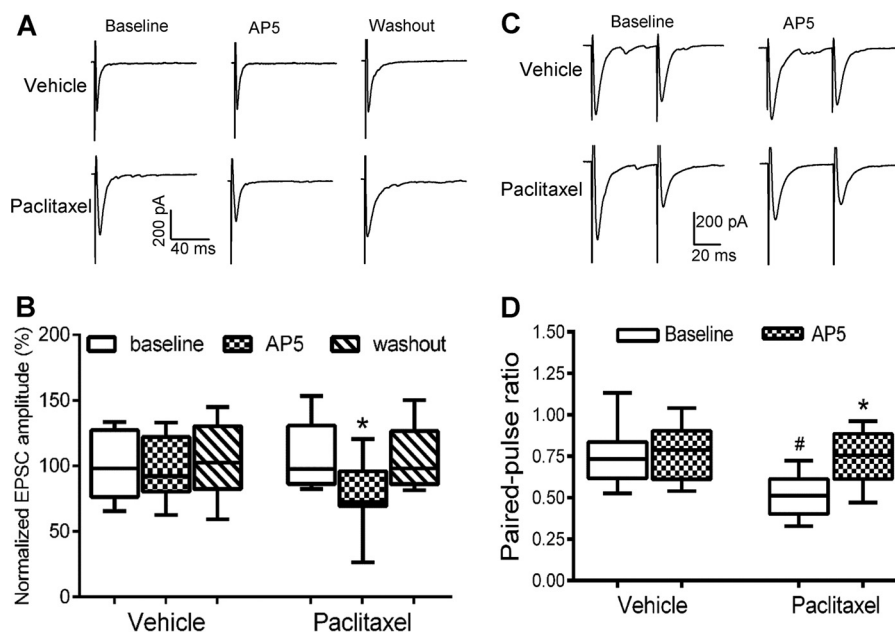 A
Baseline
AP5
Washout
Vehicle
Paclitaxel
200 pA
40 ms
C
Baseline
AP5
Vehicle
Paclitaxel
200 pA
20 ms
B
Normalized EPSC amplitude (%)
200
150
100
50
0
baseline
AP5
washout
*
Vehicle
Paclitaxel
D
Paired-pulse ratio
1.50
1.25
1.00
0.75
0.50
0.25
0.00
Baseline
AP5
#
*
Vehicle
Paclitaxel